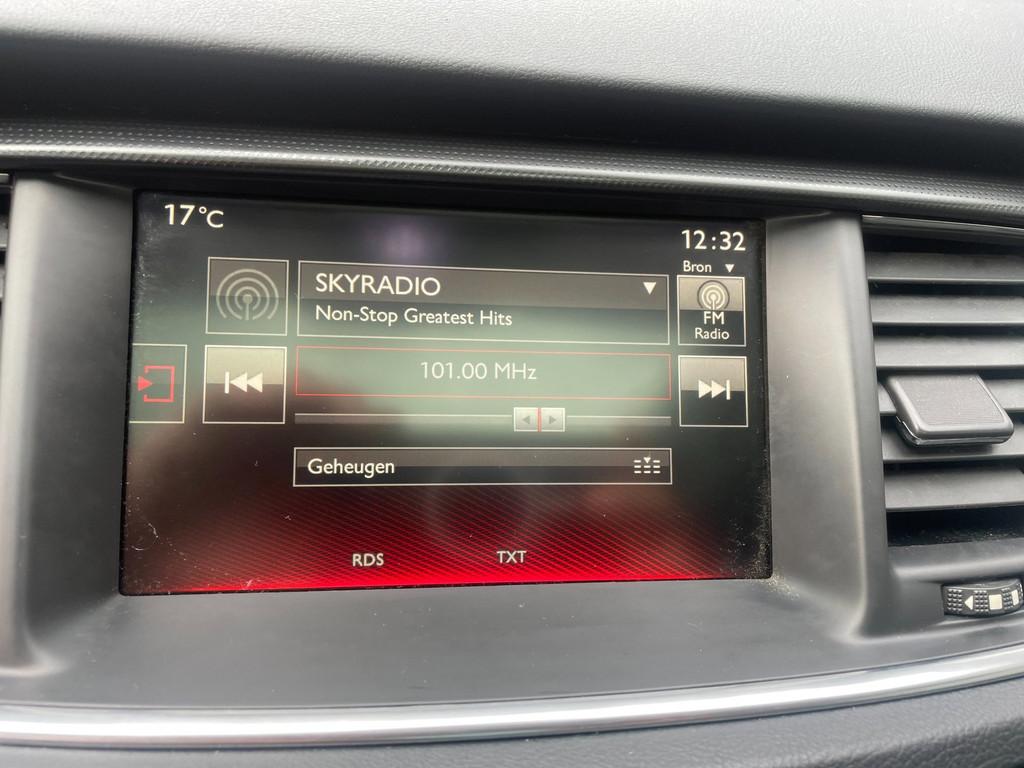 17°C
12:32
Bron
SKYRADIO
Non-Stop Greatest Hits
FM
Radio
101.00 MHz
Geheugen
RDS
TXT